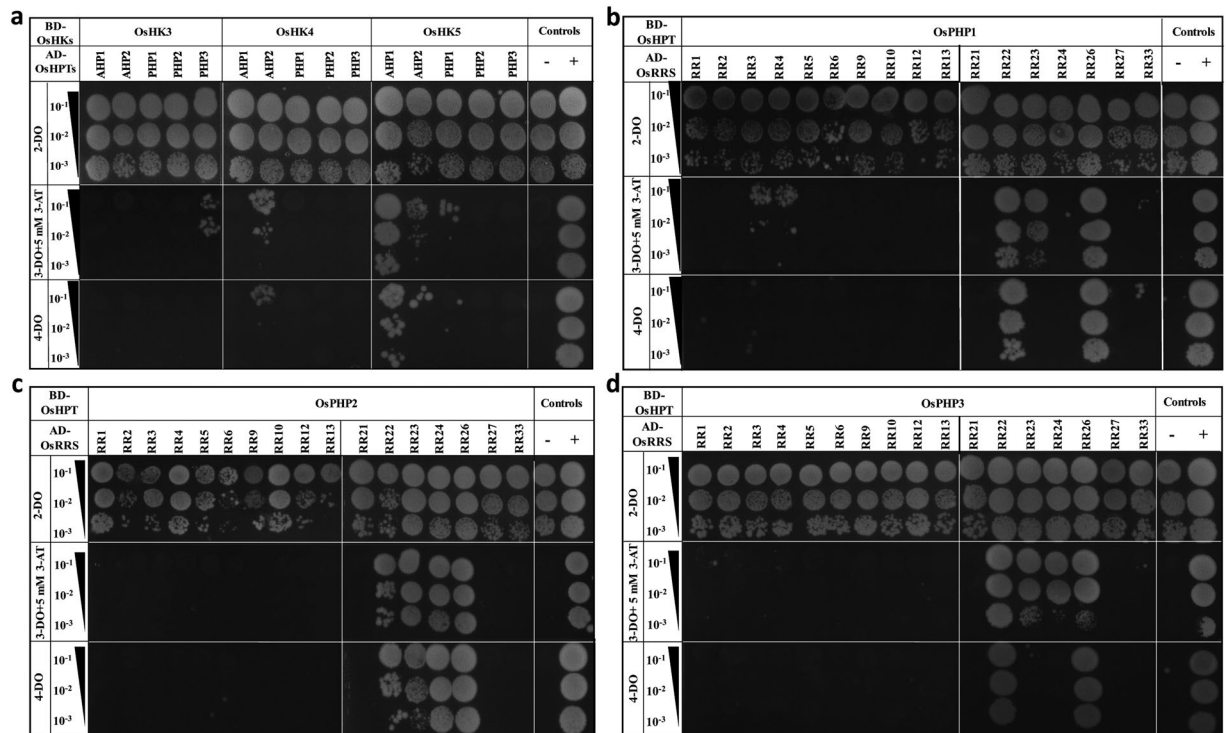 a
BD-OsHKs OsHK3 OsHK4 OsHK5 Controls
AD-OsHPTs AHP1 AHP2 PHP1 PHP2 PHP3 AHP1 AHP2 PHP1 PHP2 PHP3 AHP1 AHP2 PHP1 PHP2 PHP3 - +
2-DO 10-1
10-2
10-3
3-DO+5 mM 3-AT 10-1
10-2
10-3
4-DO 10-1
10-2
10-3
b
BD-OsHPT OsPHP1 Controls
AD-OsRRS RR1 RR2 RR3 RR4 RR5 RR6 RR9 RR10 RR12 RR13 RR21 RR22 RR23 RR24 RR26 RR27 RR33 - +
2-DO 10-1
10-2
10-3
3-DO+5 mM 3-AT 10-1
10-2
10-3
4-DO 10-1
10-2
10-3
c
BD-OsHPT OsPHP2 Controls
AD-OsRRS RR1 RR2 RR3 RR4 RR5 RR6 RR9 RR10 RR12 RR13 RR21 RR22 RR23 RR24 RR26 RR27 RR33 - +
2-DO 10-1
10-2
10-3
3-DO+5 mM 3-AT 10-1
10-2
10-3
4-DO 10-1
10-2
10-3
d
BD-OsHPT OsPHP3 Controls
AD-OsRRS RR1 RR2 RR3 RR4 RR5 RR6 RR9 RR10 RR12 RR13 RR21 RR22 RR23 RR24 RR26 RR27 RR33 - +
2-DO 10-1
10-2
10-3
3-DO+ 5 mM 3-AT 10-1
10-2
10-3
4-DO 10-1
10-2
10-3